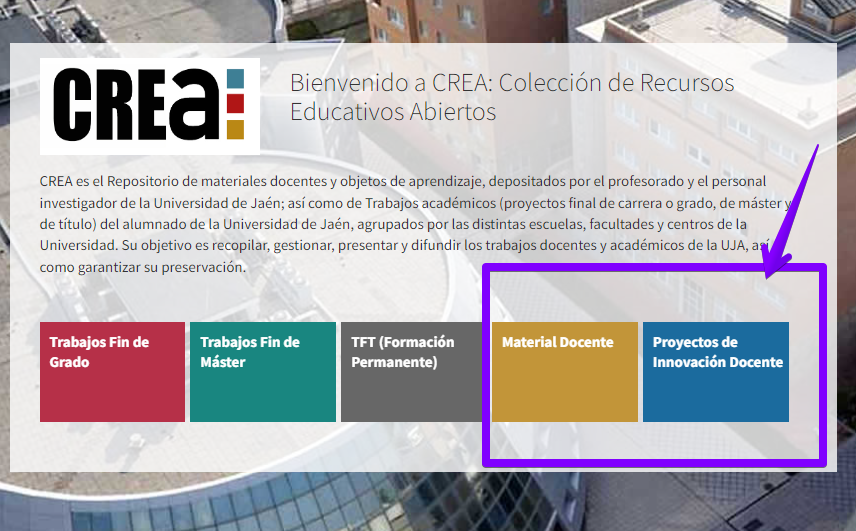 CREa
Bienvenido a CREA: Colección de Recursos
Educativos Abiertos
CREA es el Repositorio de materiales docentes y objetos de aprendizaje, depositados por el profesorado y el personal
investigador de la Universidad de Jaén; así como de Trabajos académicos (proyectos final de carrera o grado, de máster y
de título) del alumnado de la Universidad de Jaén, agrupados por las distintas escuelas, facultades y centros de la
Universidad. Su objetivo es recopilar, gestionar, presentar y difundir los trabajos docentes y académicos de la UJA, así
como garantizar su preservación.
Trabajos Fin de
Grado
Trabajos Fin de
Máster
TFT (Formación
Permanente)
Material Docente
Proyectos de
Innovación Docente